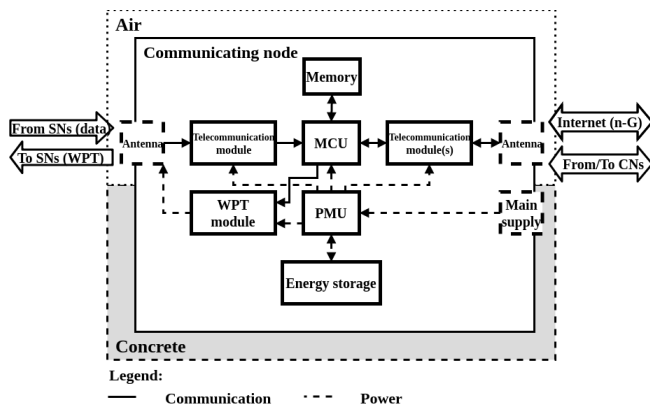 Air
Communicating node
Memory
From SNs (data)
To SNs (WPT)
Antenna
Telecommunication
module
MCU
Telecommunication
module(s)
Antenna
Internet (n-G)
From/To CNs
WPT
module
PMU
Main
supply
Energy storage
Concrete
Legend:
Communication
Power